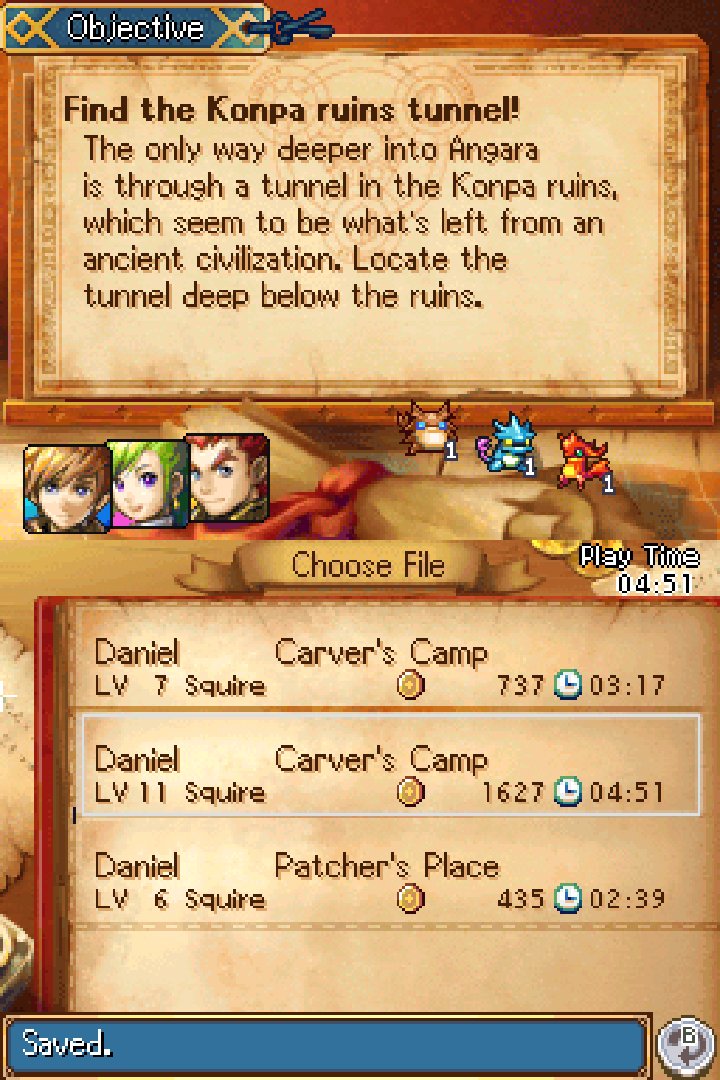 Objective
Find the Konpa ruins tunnel!
The only way deeper into Angara
is through a tunnel in the Konpa ruins,
which seem to be what's left from an
ancient civilization. Locate the
tunnel deep below the ruins.
1
1
1
Choose File
Play Time
04:51
Daniel Carver's Camp
LV 7 Squire 737 03:17
Daniel Carver's Camp
LV 11 Squire 1627 04:51
Daniel Patcher's Place
LV 6 Squire 435 02:39
Saved.
B